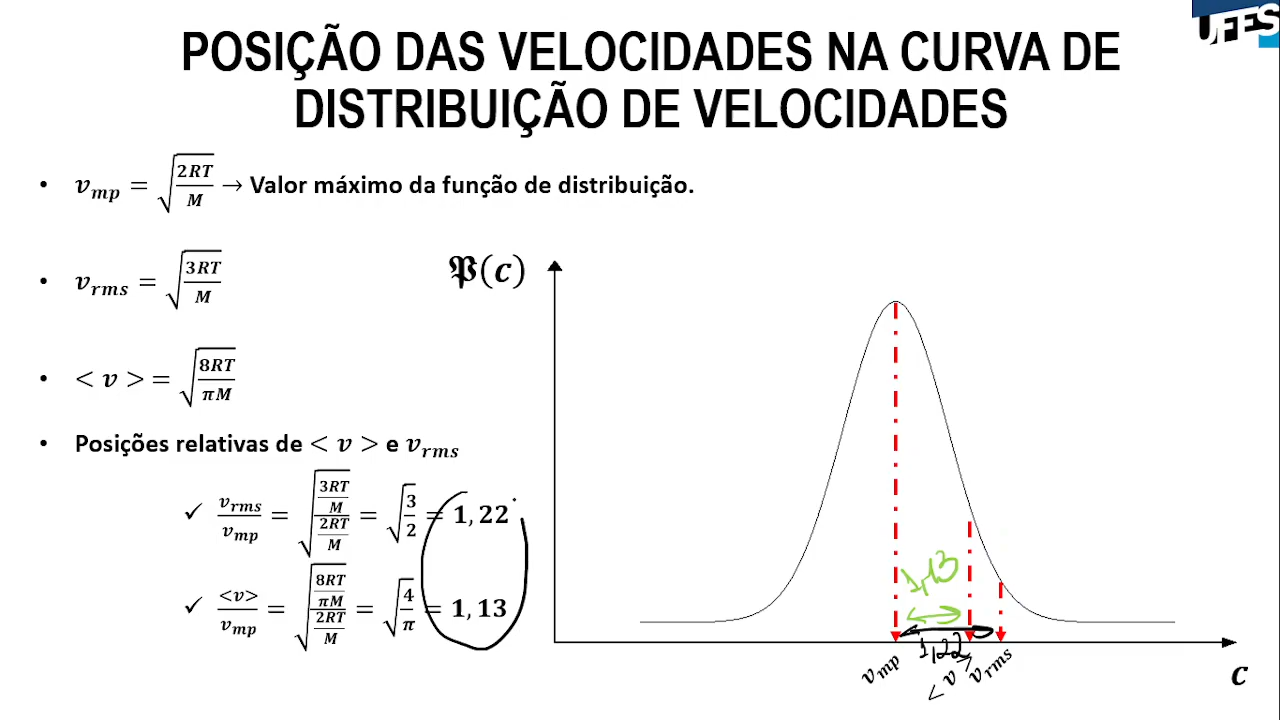 UFES
POSIÇÃO DAS VELOCIDADES NA CURVA DE
DISTRIBUIÇÃO DE VELOCIDADES
• v_mp = √(2RT/M) → Valor máximo da função de distribuição.
• v_rms = √(3RT/M)
𝕻(c)
• < v > = √(8RT/πM)
• Posições relativas de < v > e v_rms
✓ v_rms/v_mp = √((3RT/M)/(2RT/M)) = √(3/2) = 1,22
✓ <v>/v_mp = √((8RT/πM)/(2RT/M)) = √(4/π) = 1,13
1,13
1,22
v_mp
< v >
v_rms
c